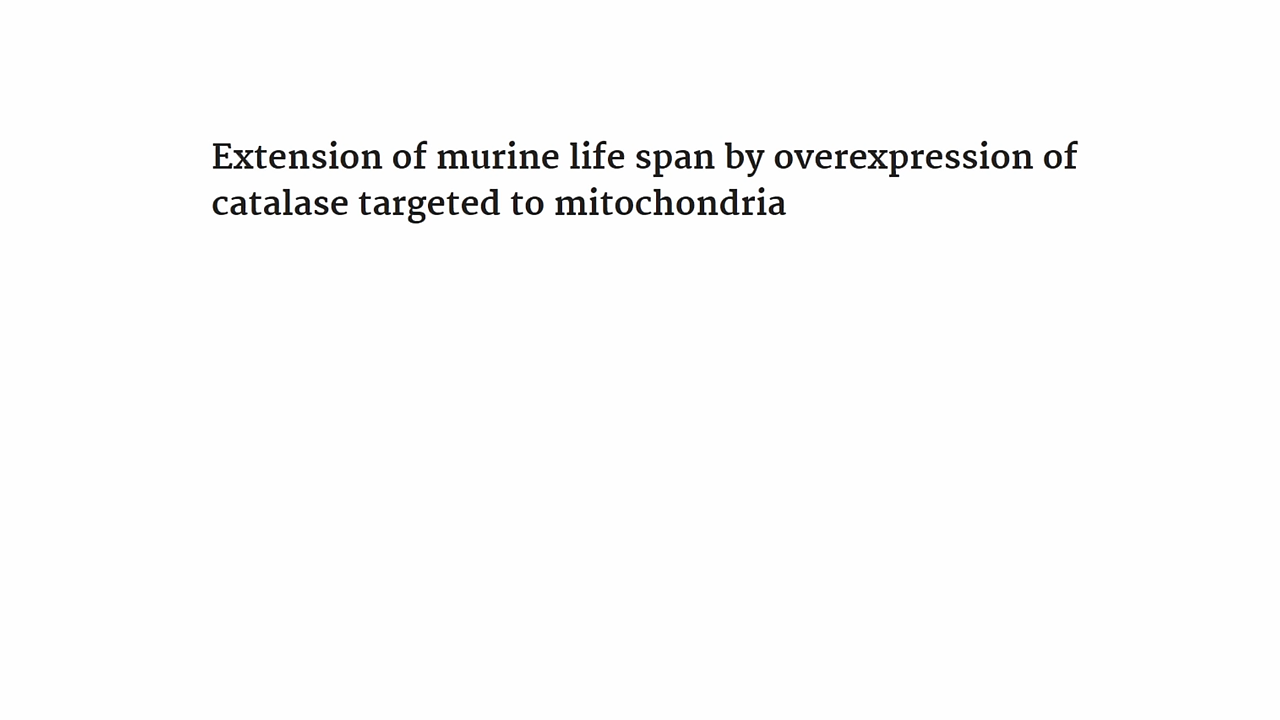 Extension of murine life span by overexpression of
catalase targeted to mitochondria